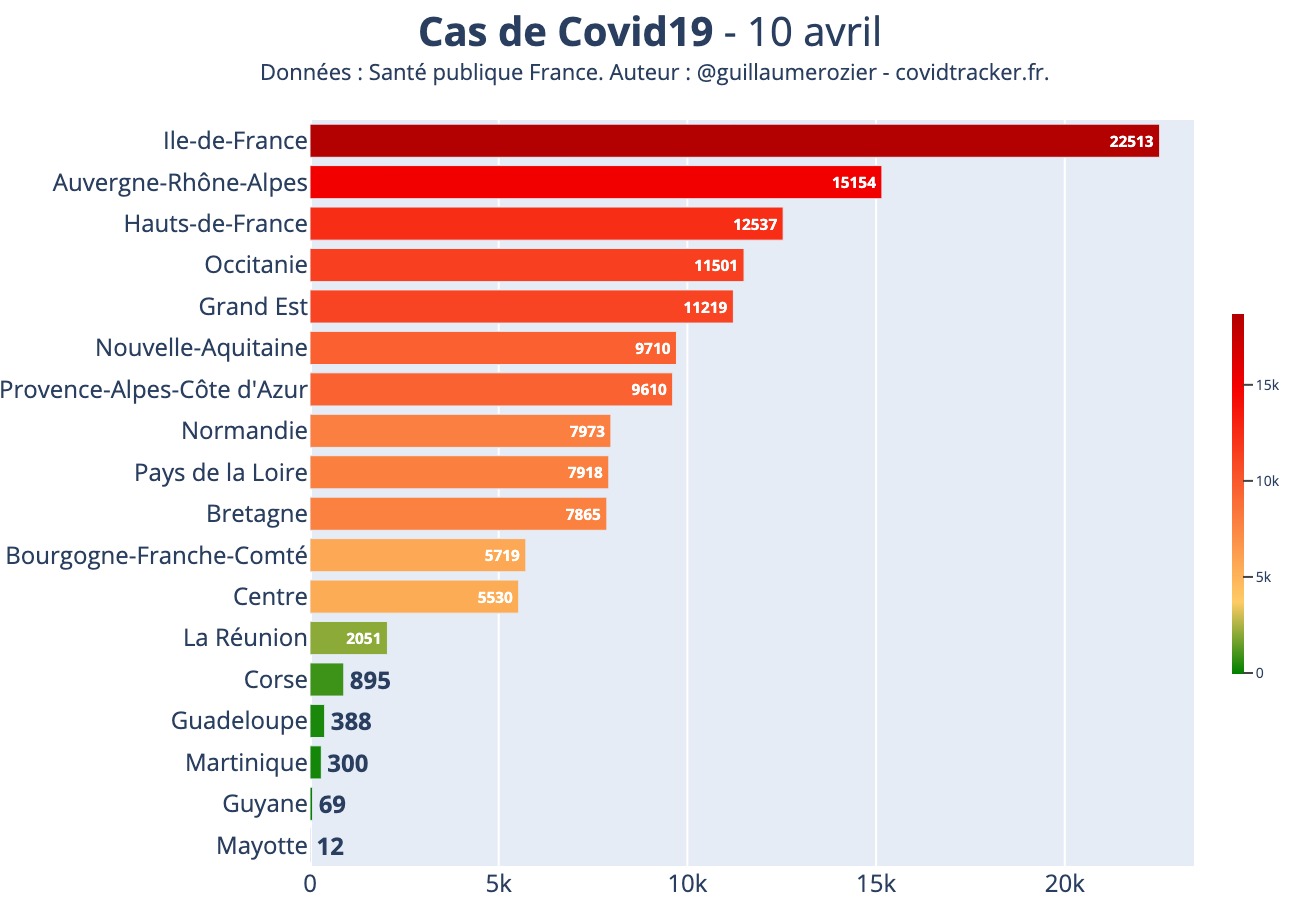 Cas de Covid19 - 10 avril
Données : Santé publique France. Auteur : @guillaumerozier - covidtracker.fr.
Ile-de-France 22513
Auvergne-Rhône-Alpes 15154
Hauts-de-France 12537
Occitanie 11501
Grand Est 11219
Nouvelle-Aquitaine 9710
Provence-Alpes-Côte d'Azur 9610
Normandie 7973
Pays de la Loire 7918
Bretagne 7865
Bourgogne-Franche-Comté 5719
Centre 5530
La Réunion 2051
Corse 895
Guadeloupe 388
Martinique 300
Guyane 69
Mayotte 12
0 5k 10k 15k 20k
15k
10k
5k
0